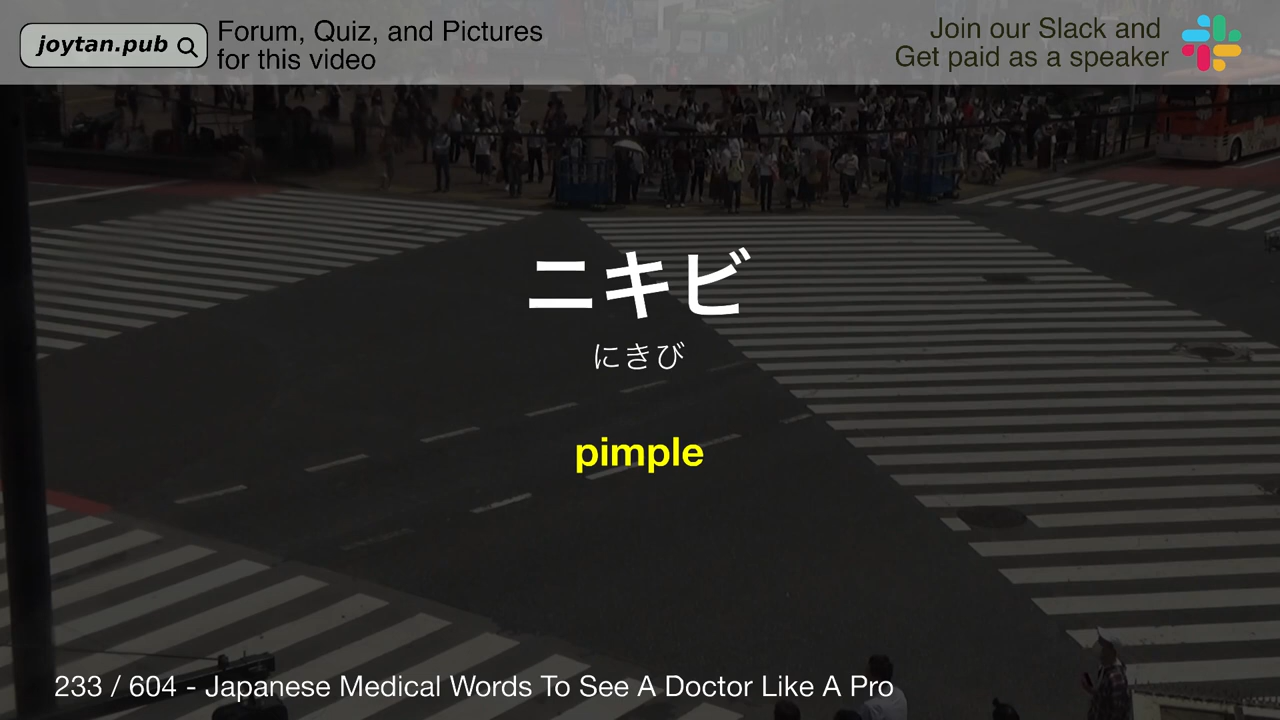 joytan.pub
Forum, Quiz, and Pictures
for this video
Join our Slack and
Get paid as a speaker
ニキビ
にきび
pimple
233 / 604 - Japanese Medical Words To See A Doctor Like A Pro